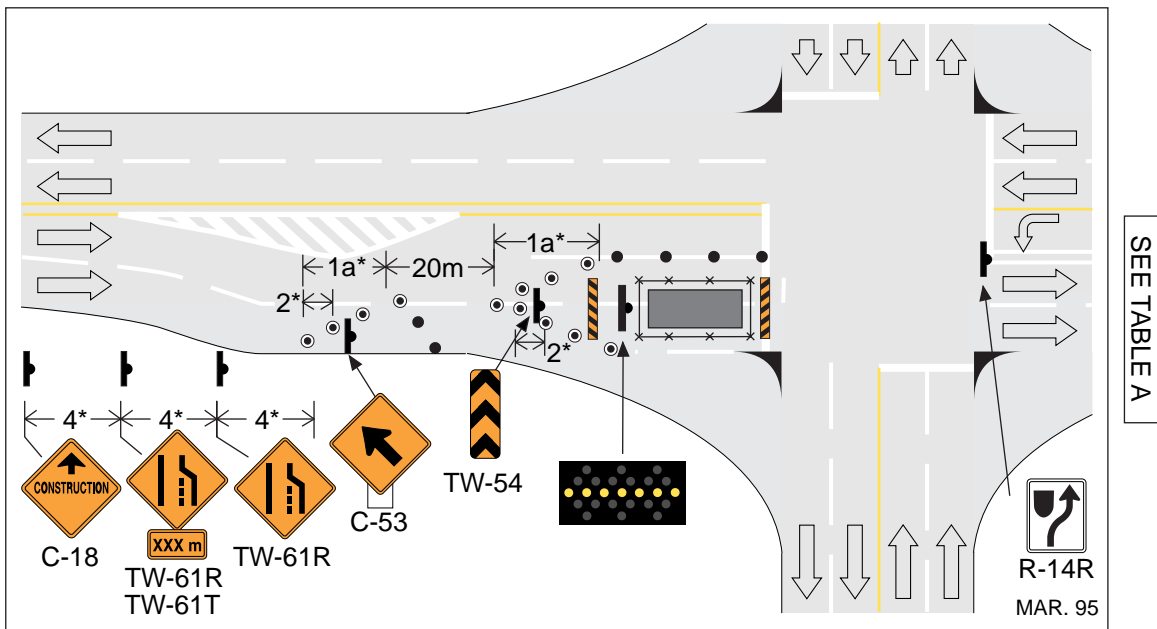 1a*
1a*
20m
2*
2*
4*
4*
4*
CONSTRUCTION
C-18
XXX m
TW-61R
TW-61T
TW-61R
C-53
TW-54
R-14R
MAR. 95
SEE TABLE A